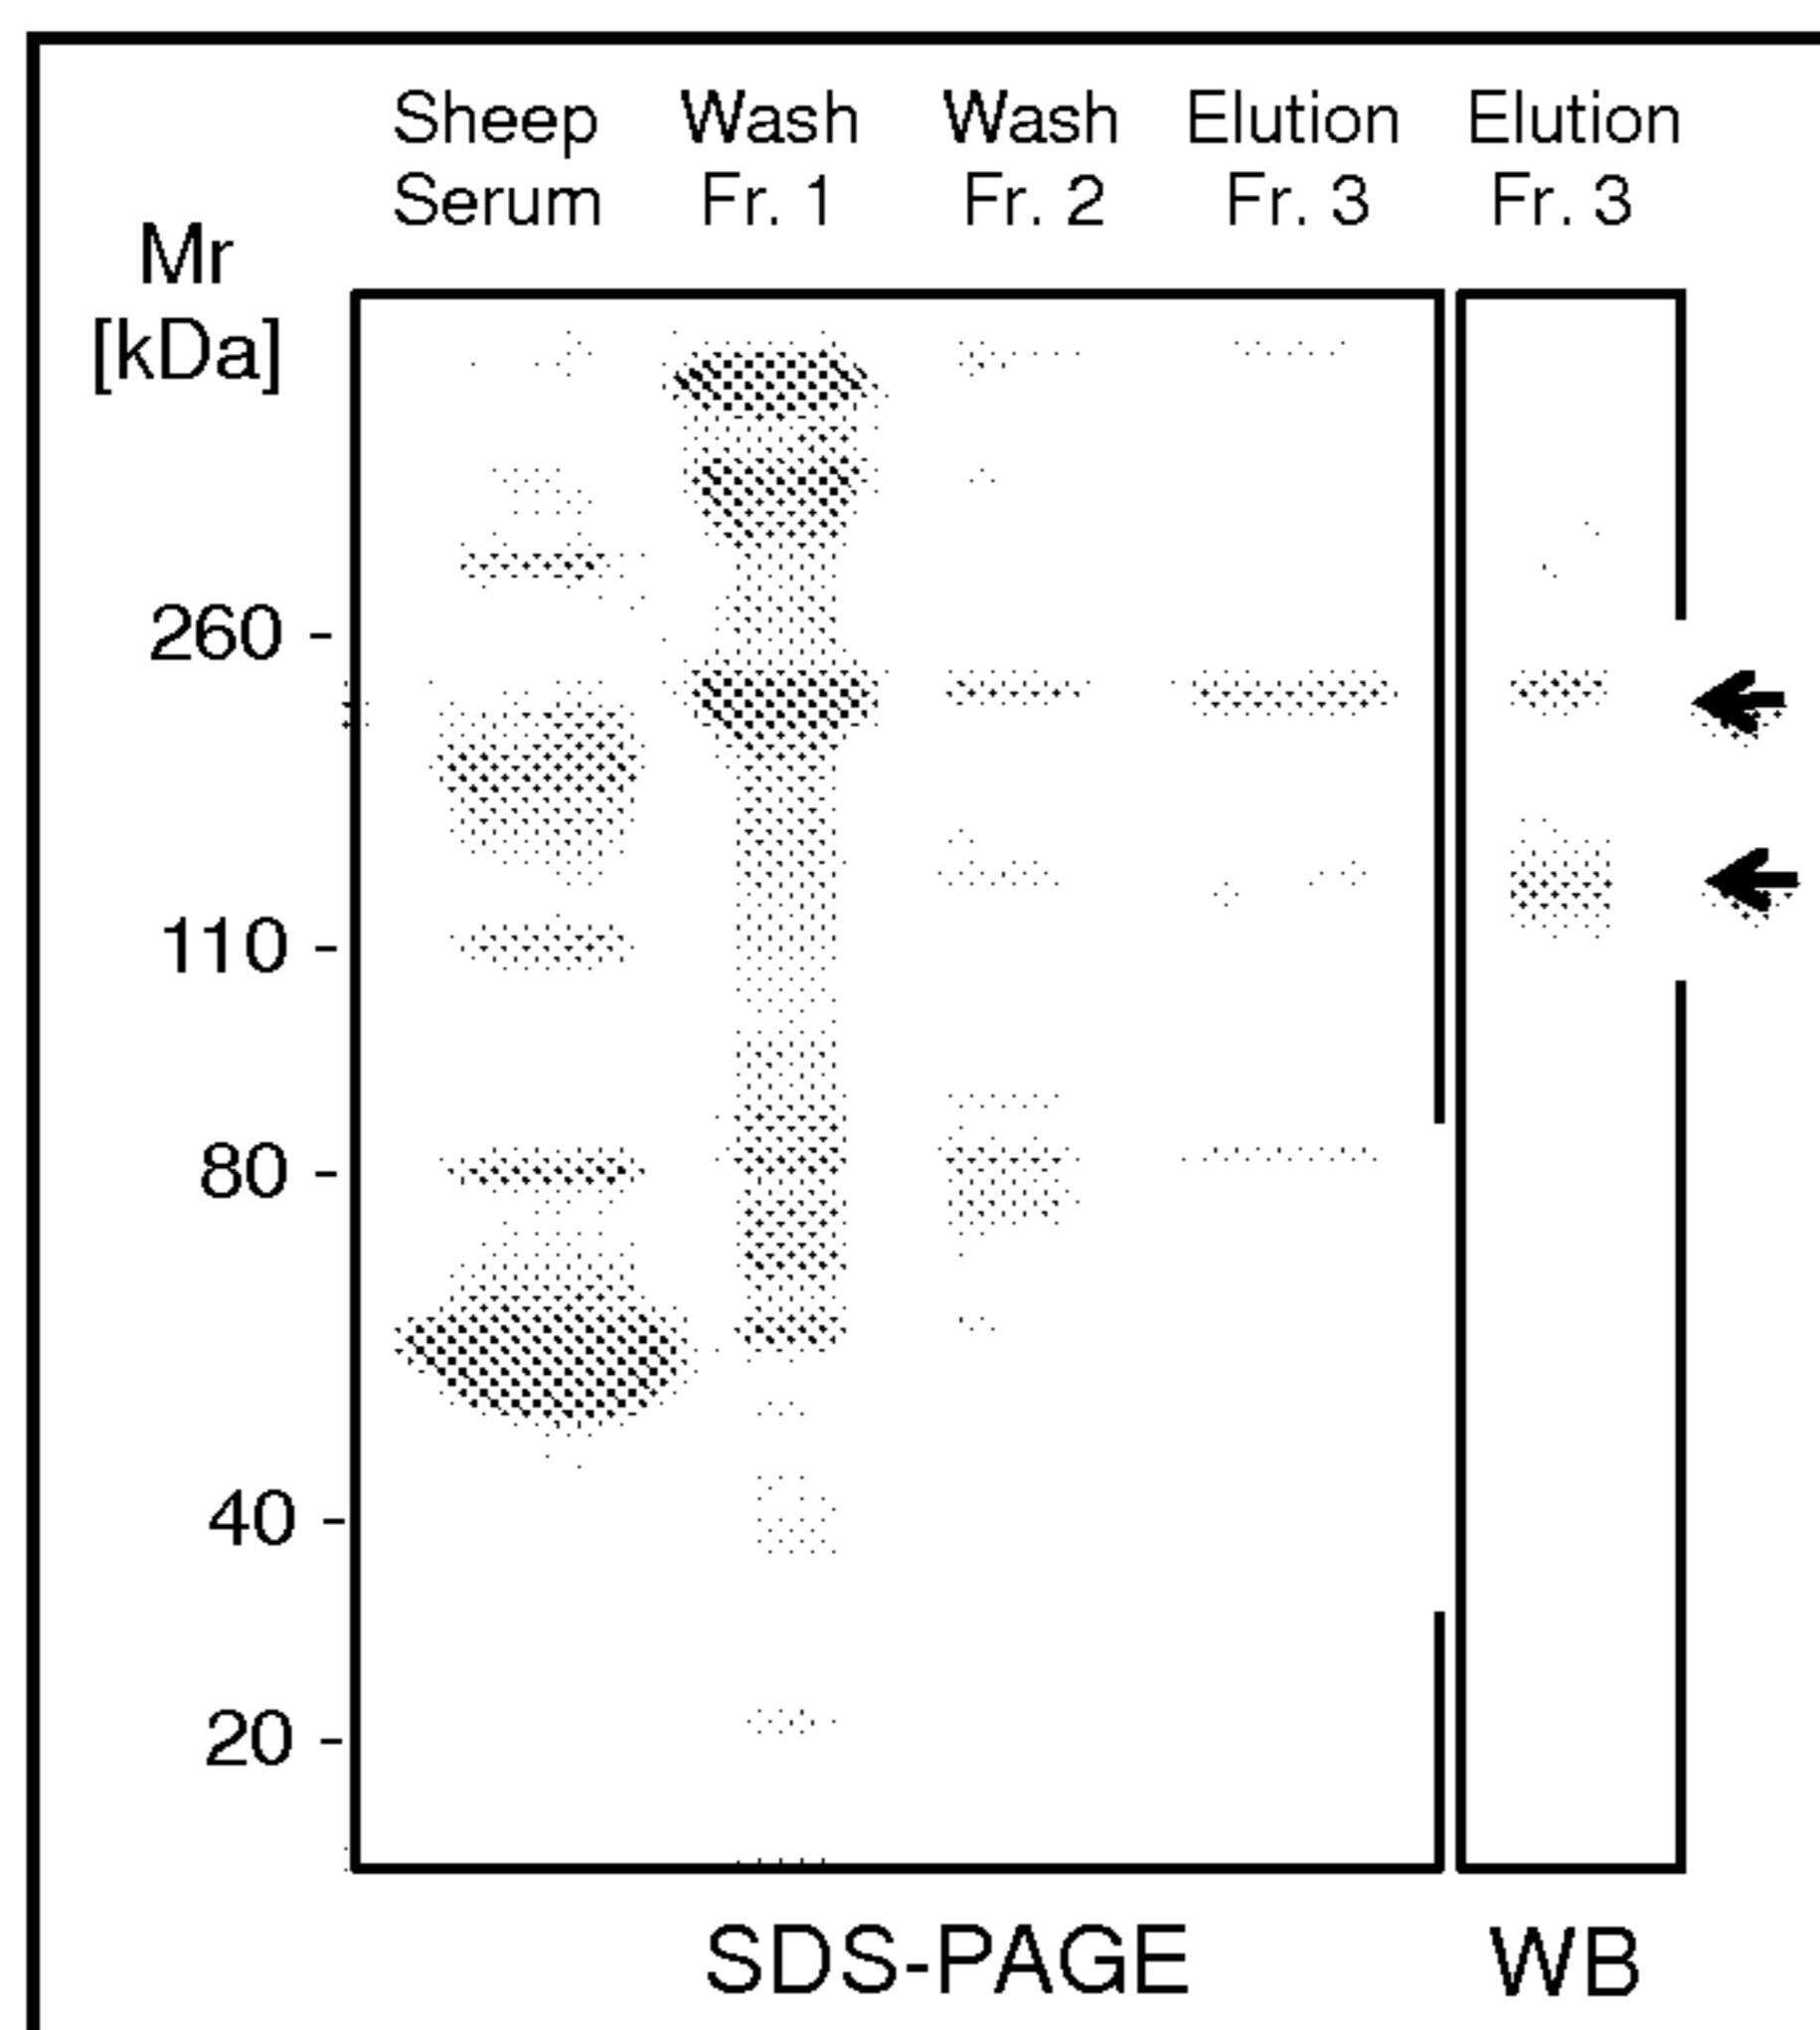 Sheep Wash Wash Elution Elution
Serum Fr. 1 Fr. 2 Fr. 3 Fr. 3
Mr
[kDa]
260 -
110 -
80 -
40 -
20 -
SDS-PAGE WB